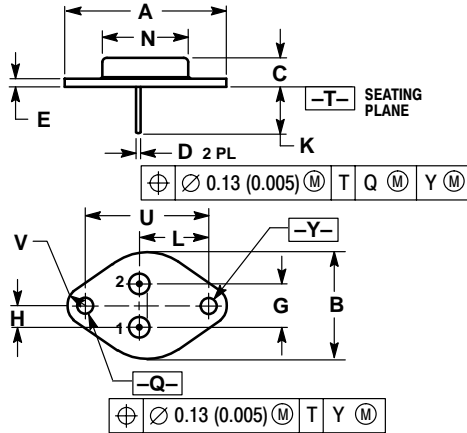 A
N
C
E
–T– SEATING
PLANE
K
D 2 PL
⌖ ∅ 0.13 (0.005) Ⓜ T Q Ⓜ Y Ⓜ
U
V
L
–Y–
2
H
G
B
1
–Q–
⌖ ∅ 0.13 (0.005) Ⓜ T Y Ⓜ